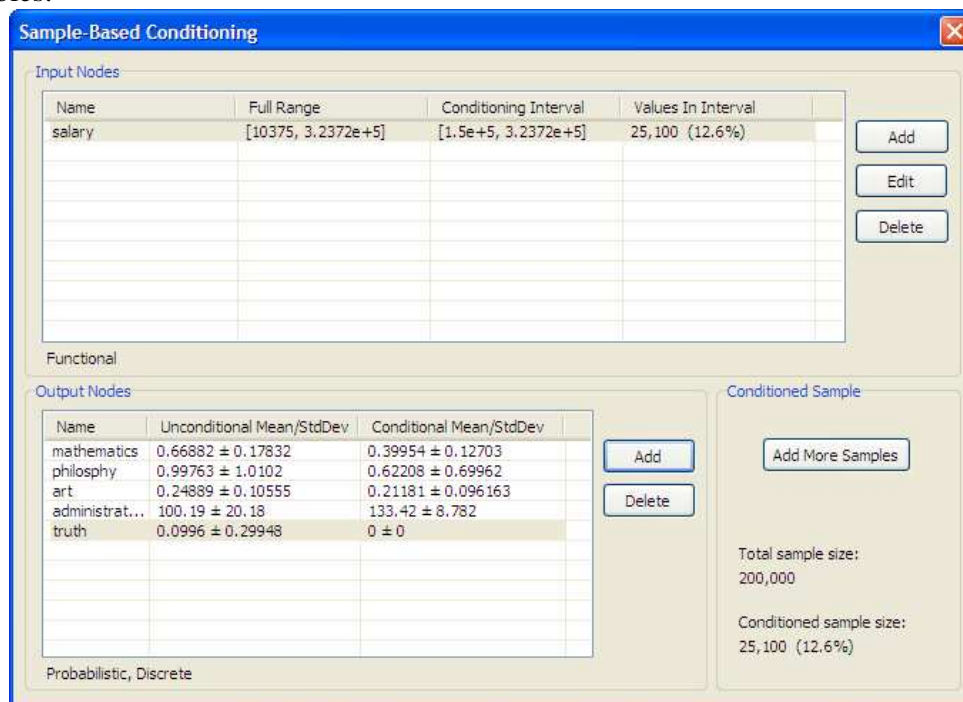 Sample-Based Conditioning
Input Nodes
Name Full Range Conditioning Interval Values In Interval
salary [10375, 3.2372e+5] [1.5e+5, 3.2372e+5] 25,100 (12.6%)
Add
Edit
Delete
Functional
Output Nodes
Name Unconditional Mean/StdDev Conditional Mean/StdDev
mathematics 0.66882 ± 0.17832 0.39954 ± 0.12703
philosphy 0.99763 ± 1.0102 0.62208 ± 0.69962
art 0.24889 ± 0.10555 0.21181 ± 0.096163
administrat... 100.19 ± 20.18 133.42 ± 8.782
truth 0.0996 ± 0.29948 0 ± 0
Add
Delete
Probabilistic, Discrete
Conditioned Sample
Add More Samples
Total sample size:
200,000
Conditioned sample size:
25,100 (12.6%)